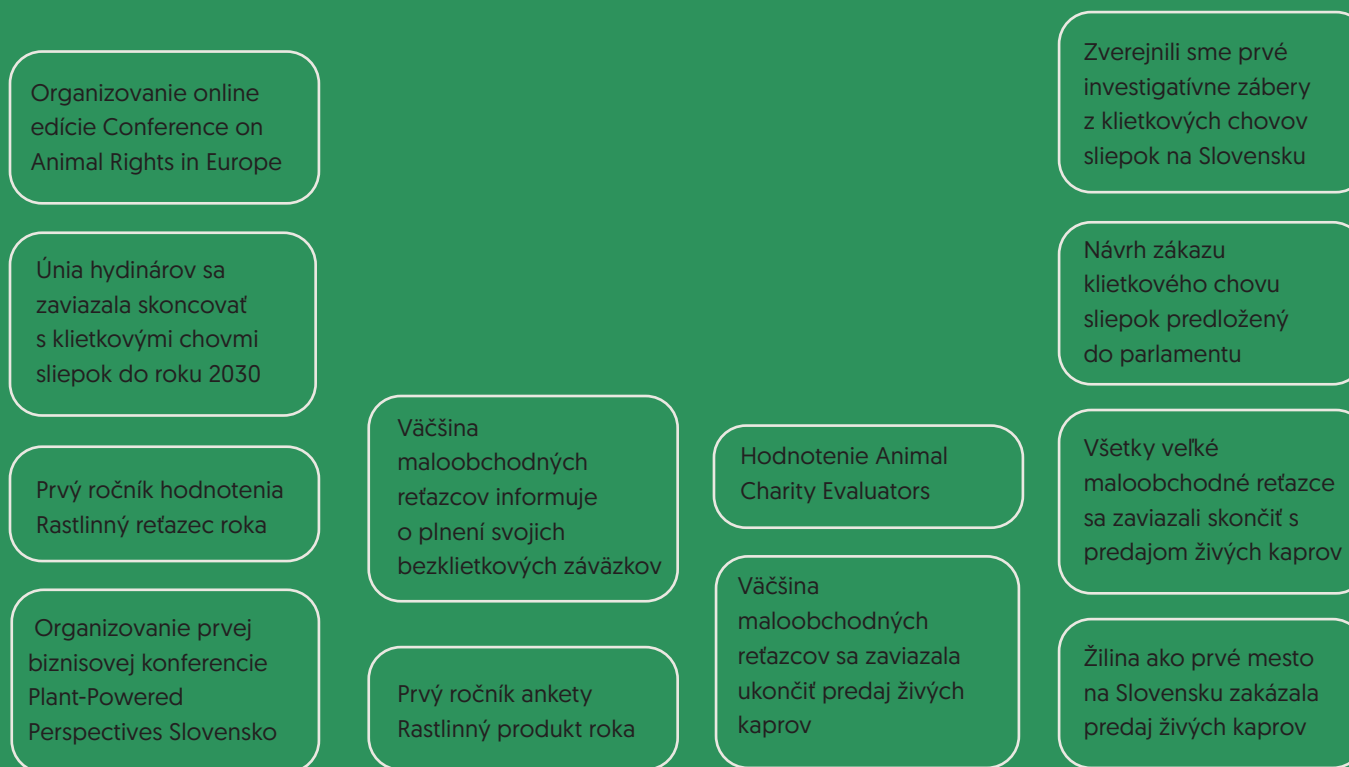 Organizovanie online
edície Conference on
Animal Rights in Europe
Únia hydinárov sa
zaviazala skoncovať
s klietkovými chovmi
sliepok do roku 2030
Prvý ročník hodnotenia
Rastlinný reťazec roka
Organizovanie prvej
biznisovej konferencie
Plant-Powered
Perspectives Slovensko
Väčšina
maloobchodných
reťazcov informuje
o plnení svojich
bezklietkových záväzkov
Prvý ročník ankety
Rastlinný produkt roka
Hodnotenie Animal
Charity Evaluators
Väčšina
maloobchodných
reťazcov sa zaviazala
ukončiť predaj živých
kaprov
Zverejnili sme prvé
investigatívne zábery
z klietkových chovov
sliepok na Slovensku
Návrh zákazu
klietkového chovu
sliepok predložený
do parlamentu
Všetky veľké
maloobchodné reťazce
sa zaviazali skončiť s
predajom živých kaprov
Žilina ako prvé mesto
na Slovensku zakázala
predaj živých kaprov